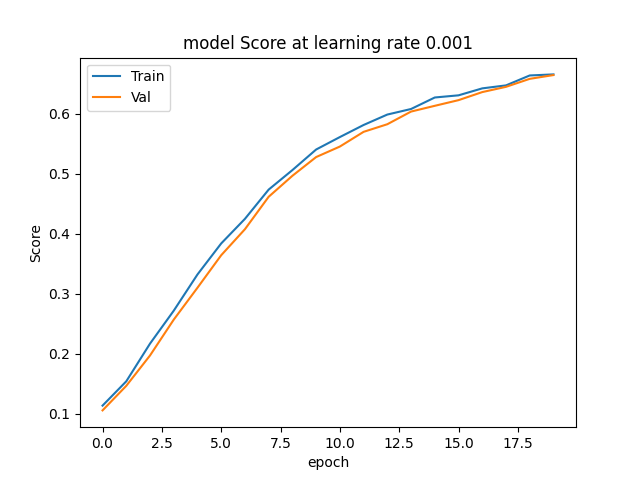 model Score at learning rate 0.001
Train
Val
0.6
0.5
0.4
0.3
0.2
0.1
Score
0.0 2.5 5.0 7.5 10.0 12.5 15.0 17.5
epoch